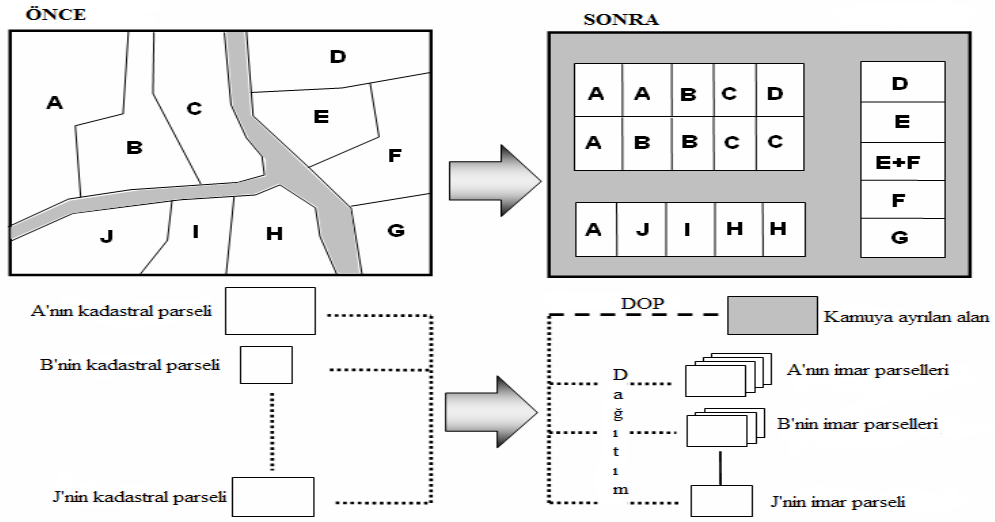 ÖNCE
D
A
C
E
B
F
J
I
H
G
SONRA
A A B C D
A B B C C
A J I H H
D
E
E+F
F
G
A'nın kadastral parseli
B'nin kadastral parseli
J'nin kadastral parseli
DOP
Kamuya ayrılan alan
Dağıtım
A'nın imar parselleri
B'nin imar parselleri
J'nin imar parseli